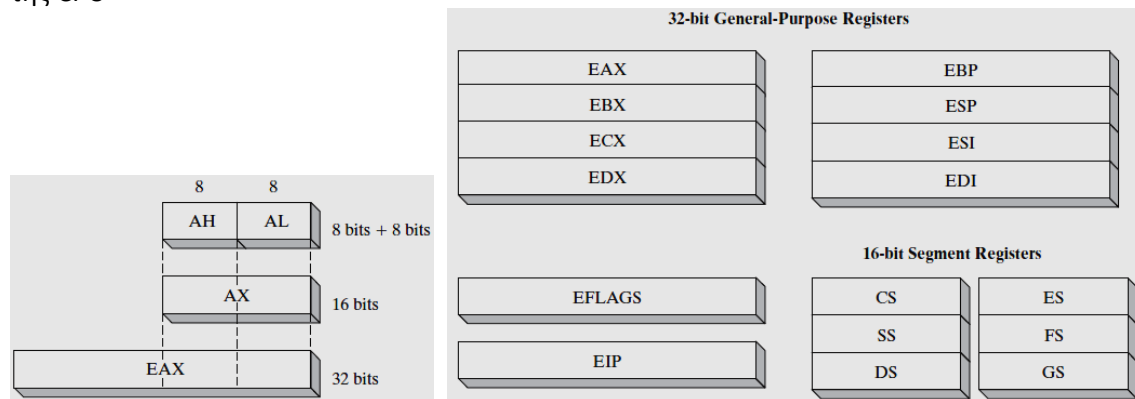 32-bit General-Purpose Registers
EAX
EBX
ECX
EDX
EBP
ESP
ESI
EDI
8 8
AH AL 8 bits + 8 bits
AX 16 bits
EAX 32 bits
16-bit Segment Registers
EFLAGS
EIP
CS ES
SS FS
DS GS